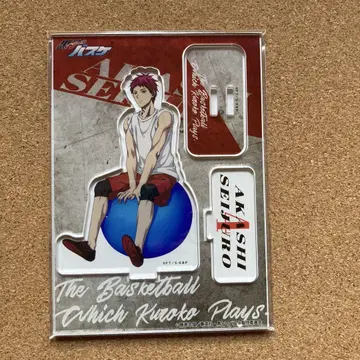 バスケ
AKASHI
SEIJURO
The Basketball
Which Kuroko Plays.
AKASHI
SEIJURO
The Basketball
Which Kuroko Plays.